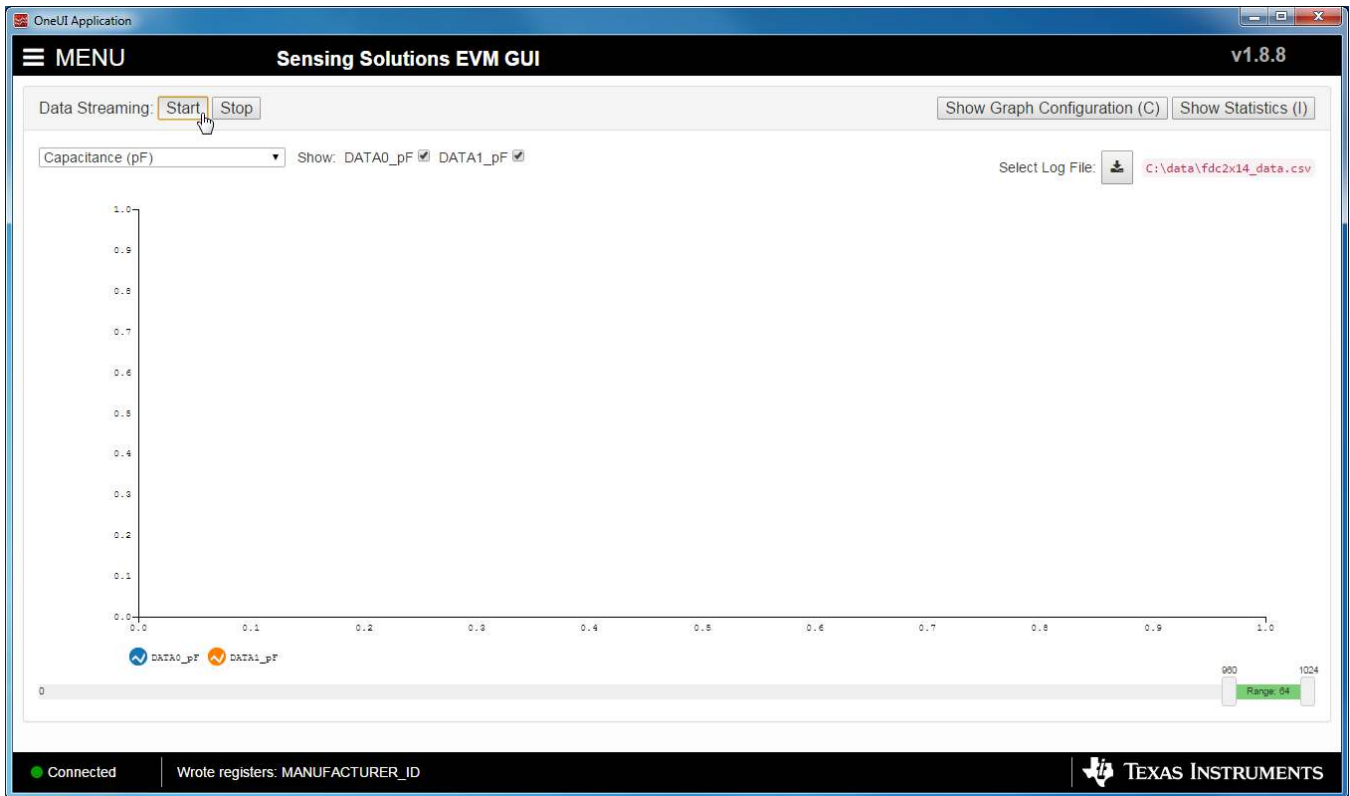 OneUI Application
MENU Sensing Solutions EVM GUI v1.8.8
Data Streaming: Start Stop Show Graph Configuration (C) Show Statistics (I)
Capacitance (pF) Show: DATA0_pF DATA1_pF Select Log File: C:\data\fdc2x14_data.csv
1.0
0.9
0.8
0.7
0.6
0.5
0.4
0.3
0.2
0.1
0.0
0.0 0.1 0.2 0.3 0.4 0.5 0.6 0.7 0.8 0.9 1.0
DATA0_pF DATA1_pF
960 1024
0 Range: 64
Connected Wrote registers: MANUFACTURER_ID TEXAS INSTRUMENTS